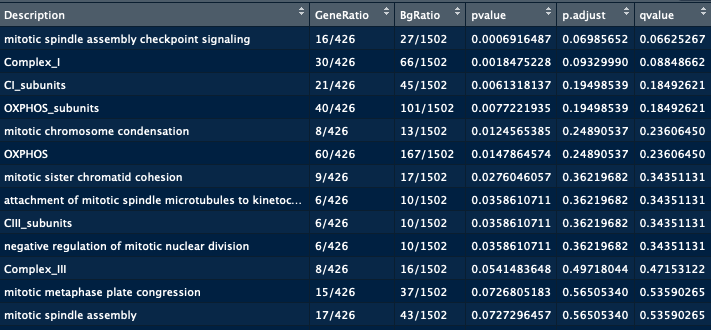 Description GeneRatio BgRatio pvalue p.adjust qvalue
mitotic spindle assembly checkpoint signaling 16/426 27/1502 0.0006916487 0.06985652 0.06625267
Complex_I 30/426 66/1502 0.0018475228 0.09329990 0.08848662
CI_subunits 21/426 45/1502 0.0061318137 0.19498539 0.18492621
OXPHOS_subunits 40/426 101/1502 0.0077221935 0.19498539 0.18492621
mitotic chromosome condensation 8/426 13/1502 0.0124565385 0.24890537 0.23606450
OXPHOS 60/426 167/1502 0.0147864574 0.24890537 0.23606450
mitotic sister chromatid cohesion 9/426 17/1502 0.0276046057 0.36219682 0.34351131
attachment of mitotic spindle microtubules to kinetoc... 6/426 10/1502 0.0358610711 0.36219682 0.34351131
CIII_subunits 6/426 10/1502 0.0358610711 0.36219682 0.34351131
negative regulation of mitotic nuclear division 6/426 10/1502 0.0358610711 0.36219682 0.34351131
Complex_III 8/426 16/1502 0.0541483648 0.49718044 0.47153122
mitotic metaphase plate congression 15/426 37/1502 0.0726805183 0.56505340 0.53590265
mitotic spindle assembly 17/426 43/1502 0.0727296457 0.56505340 0.53590265